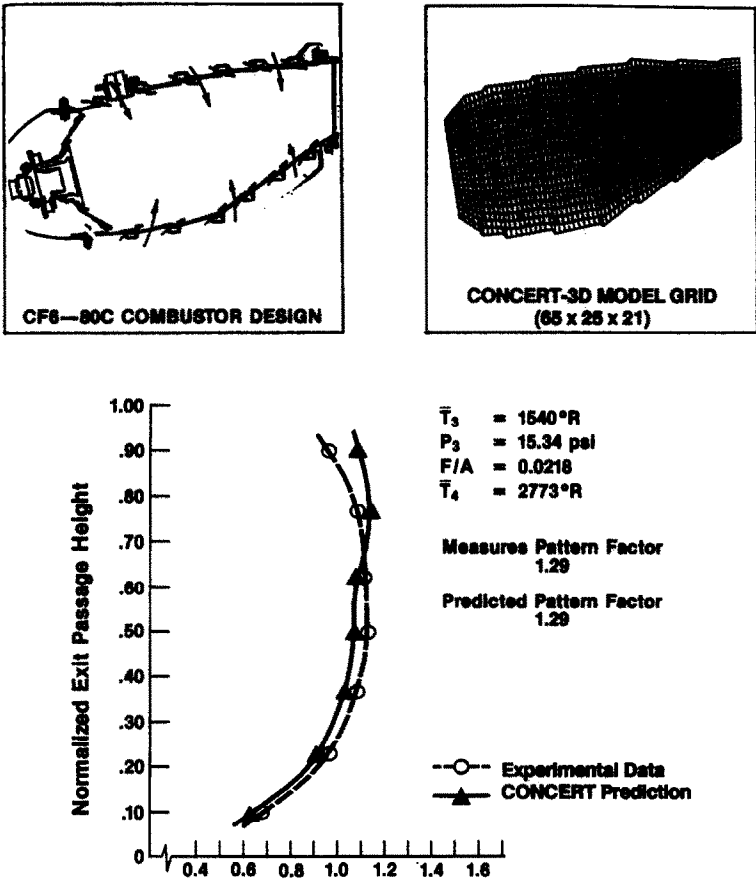 CF6—80C COMBUSTOR DESIGN
CONCERT-3D MODEL GRID
(65 x 25 x 21)
1.00
.90
.80
.70
.60
.50
.40
.30
.20
.10
0
Normalized Exit Passage Height
0.4 0.6 0.8 1.0 1.2 1.4 1.6
T̅₃ = 1540°R
P₃ = 15.34 psi
F/A = 0.0218
T̅₄ = 2773°R
Measures Pattern Factor
1.29
Predicted Pattern Factor
1.29
Experimental Data
CONCERT Prediction